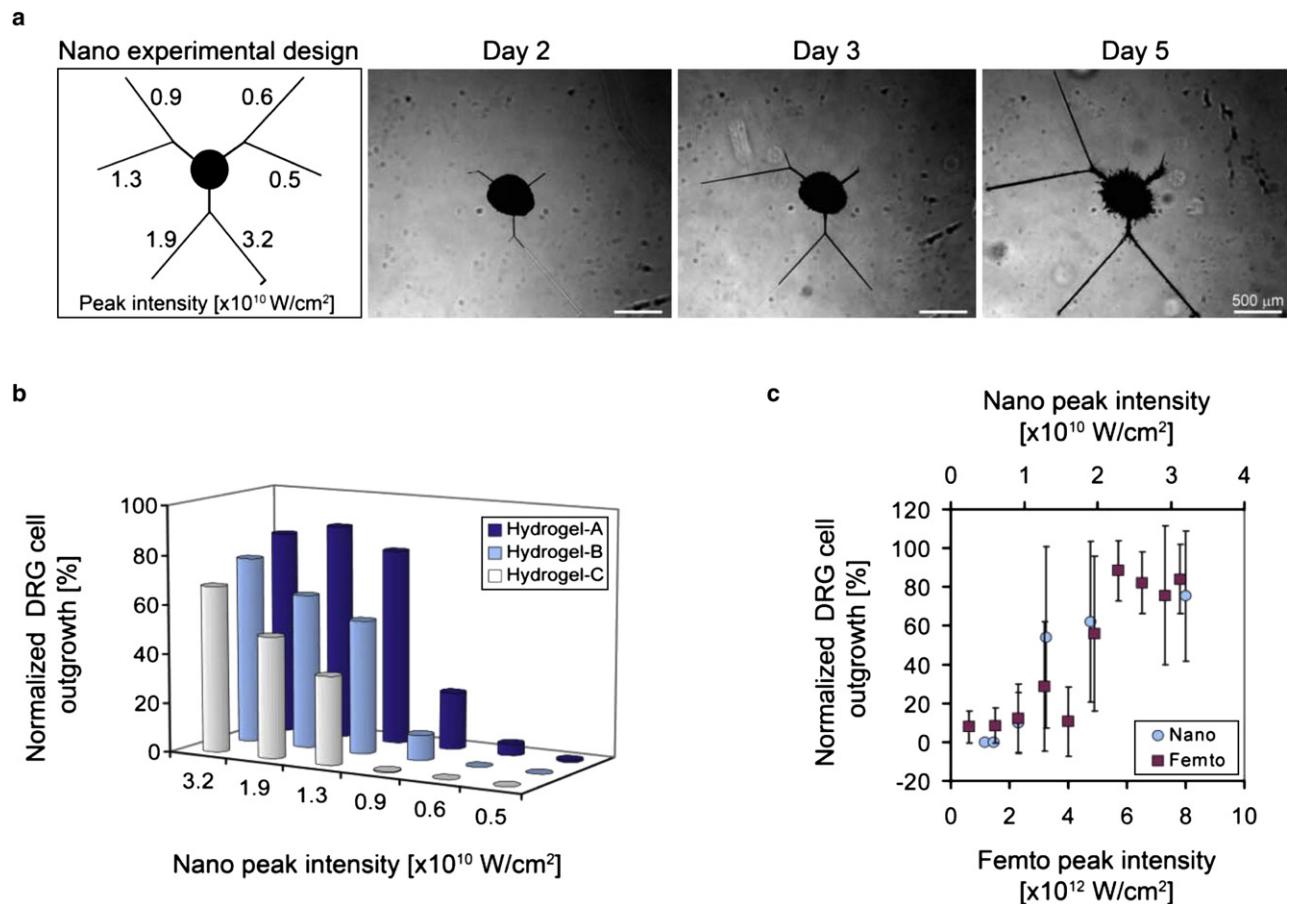 a
Nano experimental design
Day 2
Day 3
Day 5
0.9
0.6
1.3
0.5
1.9
3.2
Peak intensity [x10¹⁰ W/cm²]
500 µm
b
Normalized DRG cell
outgrowth [%]
100
80
60
40
20
0
Hydrogel-A
Hydrogel-B
Hydrogel-C
3.2
1.9
1.3
0.9
0.6
0.5
Nano peak intensity [x10¹⁰ W/cm²]
c
Nano peak intensity
[x10¹⁰ W/cm²]
0 1 2 3 4
Normalized DRG cell
outgrowth [%]
120
100
80
60
40
20
0
-20
Nano
Femto
0 2 4 6 8 10
Femto peak intensity
[x10¹² W/cm²]